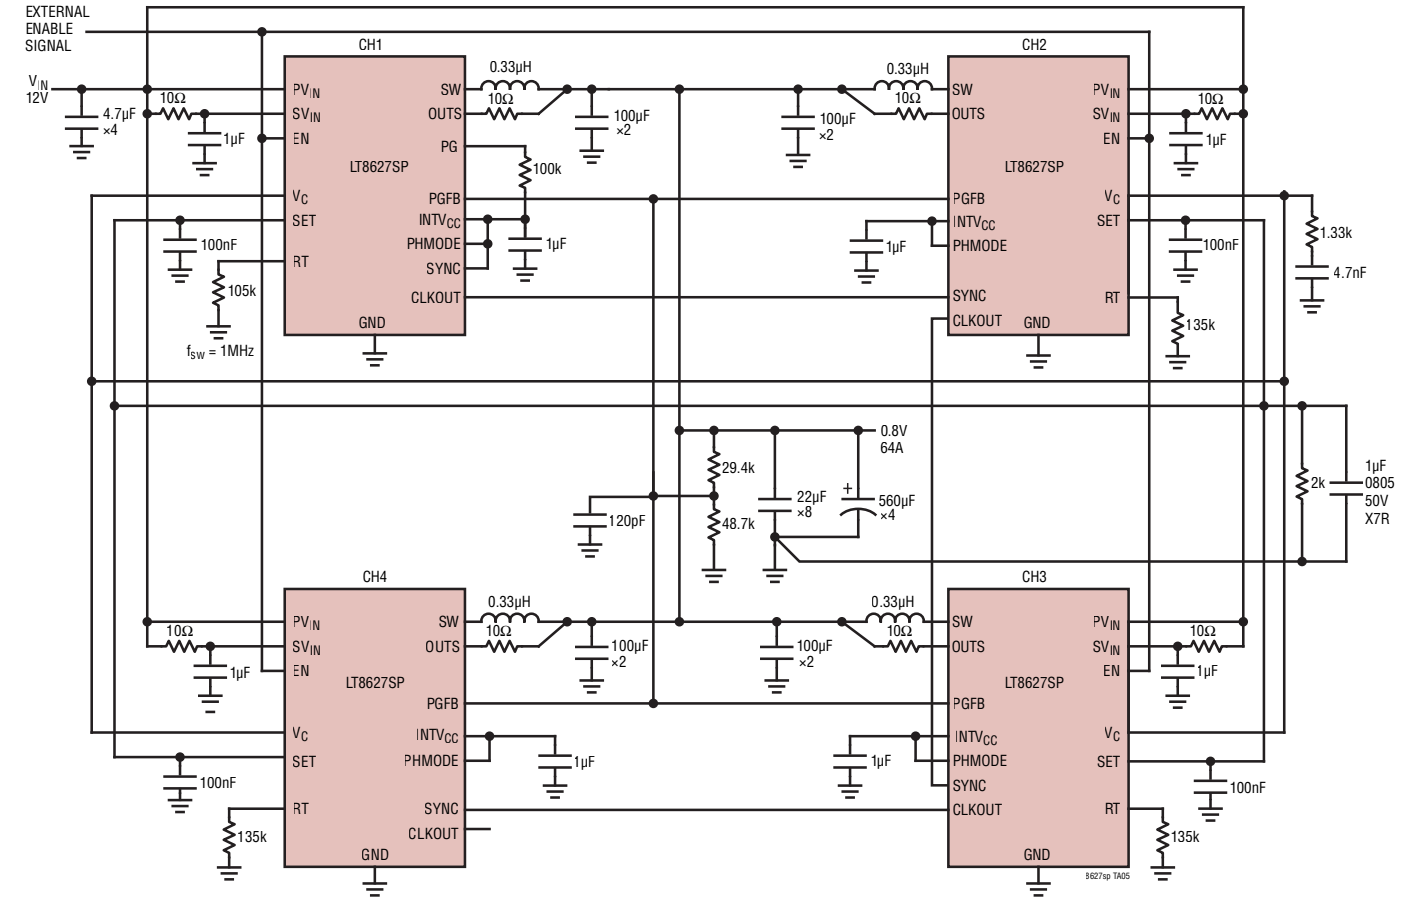 EXTERNAL
ENABLE
SIGNAL
VIN
12V
4.7µF
×4
10Ω
1µF
CH1
PVIN
SVIN
EN
VC
SET
RT
LT8627SP
SW
OUTS
PG
PGFB
INTVCC
PHMODE
SYNC
CLKOUT
GND
100nF
105k
fSW = 1MHz
0.33µH
10Ω
100µF
×2
100k
1µF
CH2
0.33µH
10Ω
100µF
×2
1µF
SW
OUTS
PGFB
INTVCC
PHMODE
SYNC
CLKOUT
LT8627SP
PVIN
SVIN
EN
VC
SET
RT
GND
10Ω
1µF
100nF
135k
1.33k
4.7nF
0.8V
64A
29.4k
48.7k
120pF
22µF
×8
+
560µF
×4
2k
1µF
0805
50V
X7R
CH4
10Ω
1µF
PVIN
SVIN
EN
VC
SET
RT
LT8627SP
SW
OUTS
PGFB
INTVCC
PHMODE
SYNC
CLKOUT
GND
100nF
135k
0.33µH
10Ω
100µF
×2
1µF
CH3
0.33µH
10Ω
100µF
×2
1µF
SW
OUTS
PGFB
INTVCC
PHMODE
SYNC
CLKOUT
LT8627SP
PVIN
SVIN
EN
VC
SET
RT
GND
10Ω
1µF
100nF
135k
8627sp TA05